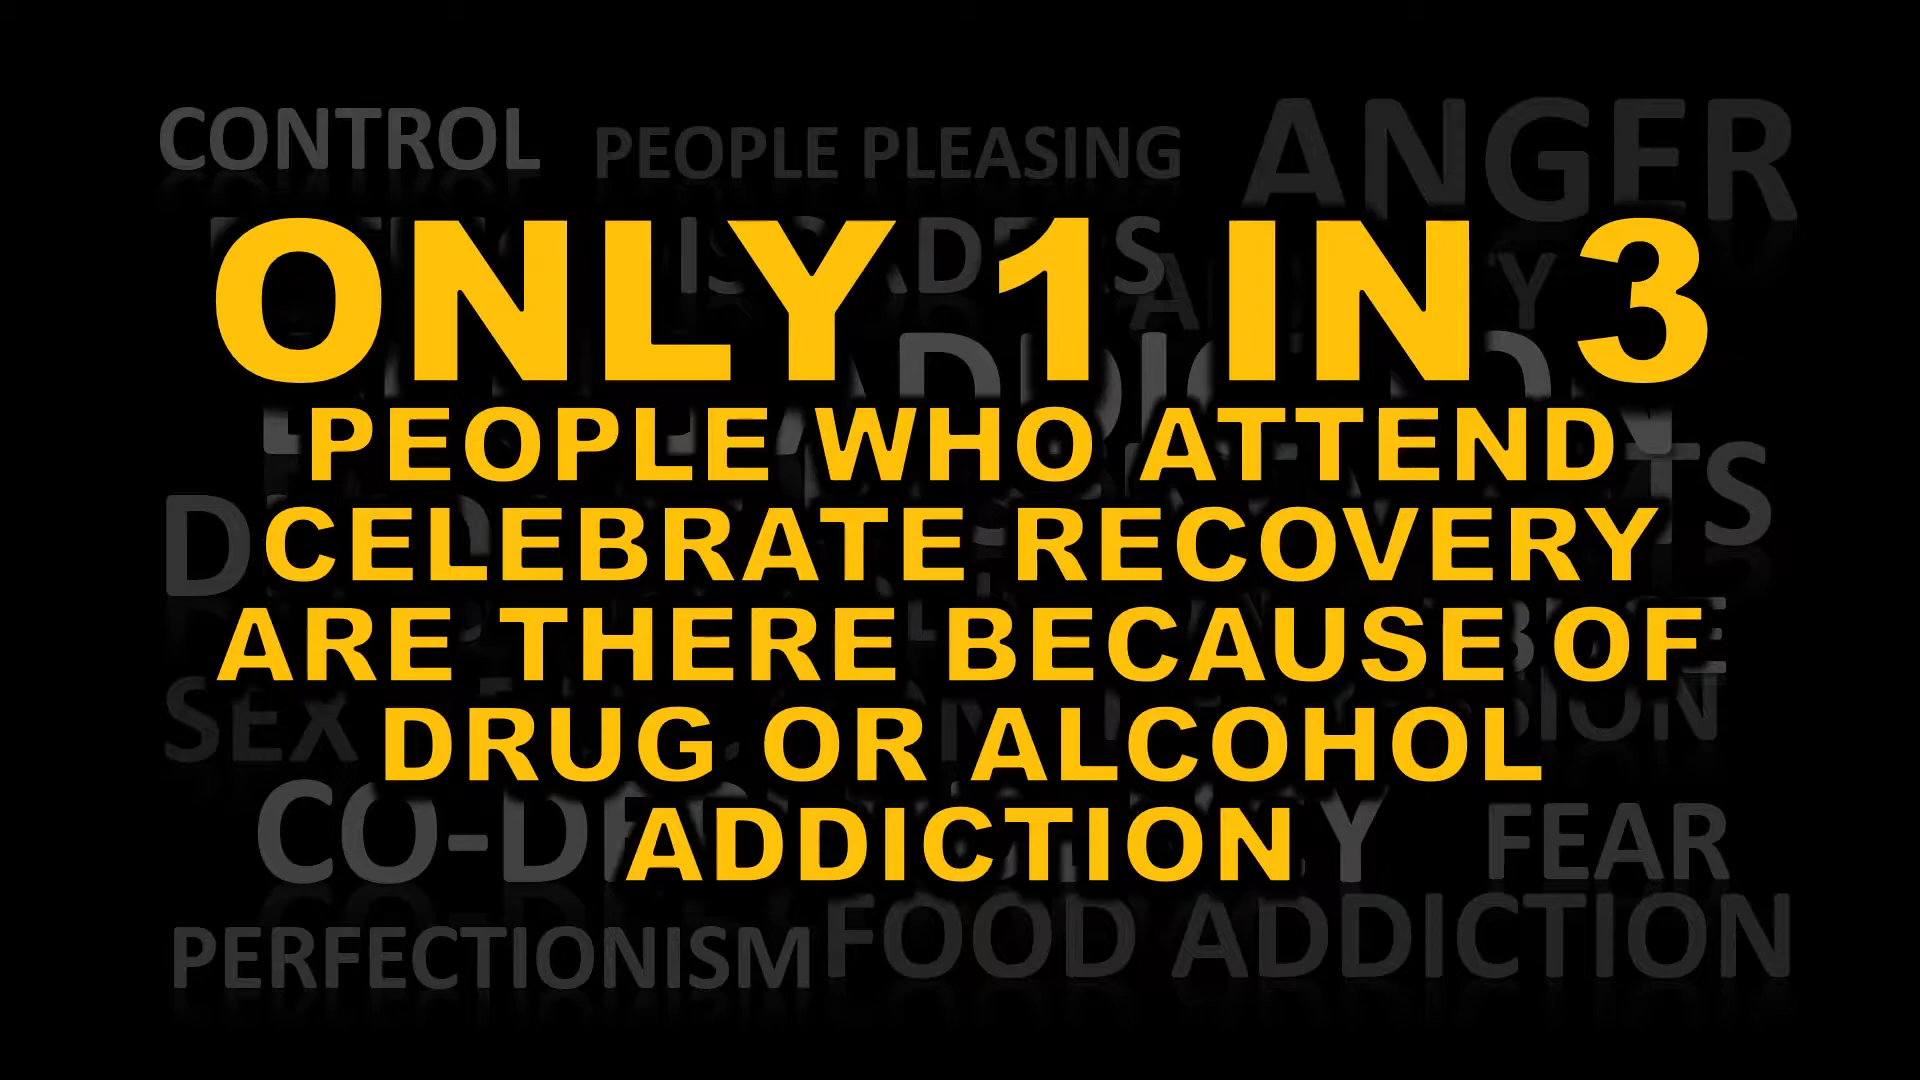 CONTROL PEOPLE PLEASING ANGER
ONLY 1 IN 3
PEOPLE WHO ATTEND
CELEBRATE RECOVERY
ARE THERE BECAUSE OF
DRUG OR ALCOHOL
ADDICTION
SEX
FEAR
PERFECTIONISM FOOD ADDICTION